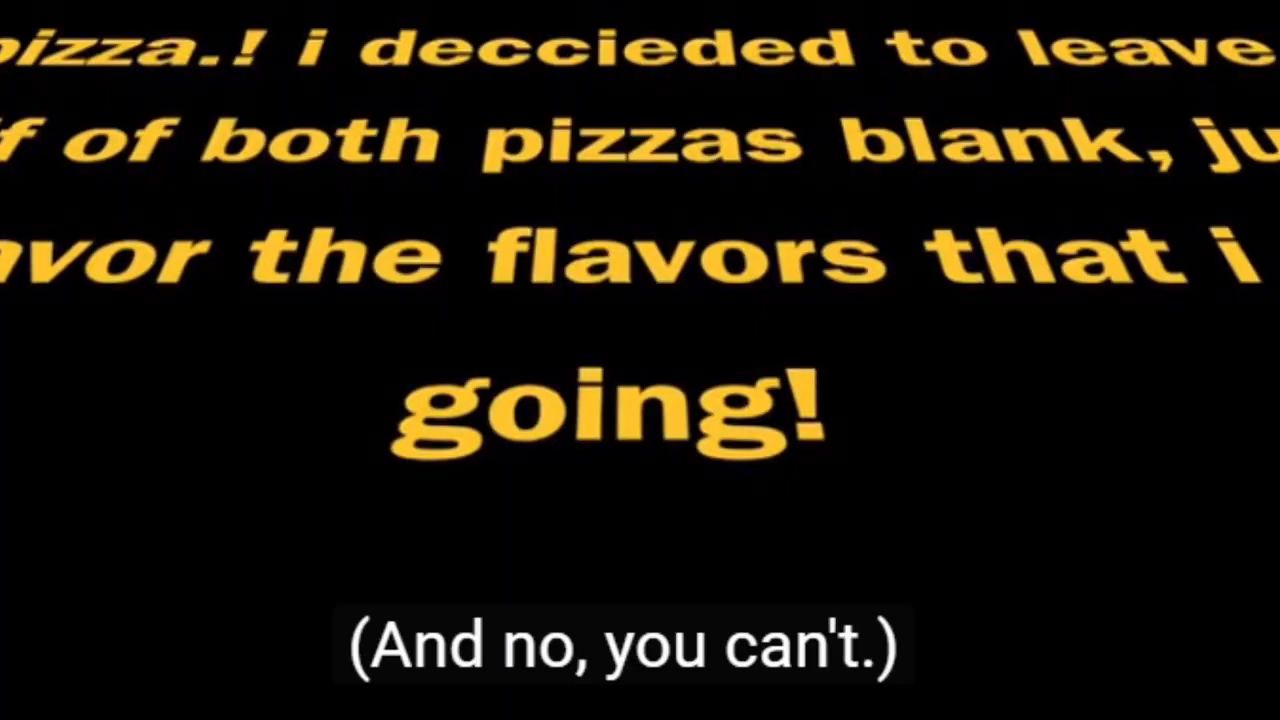 pizza.! i deccieded to leave
of both pizzas blank, ju
the flavors that i
going!
(And no, you can't.)